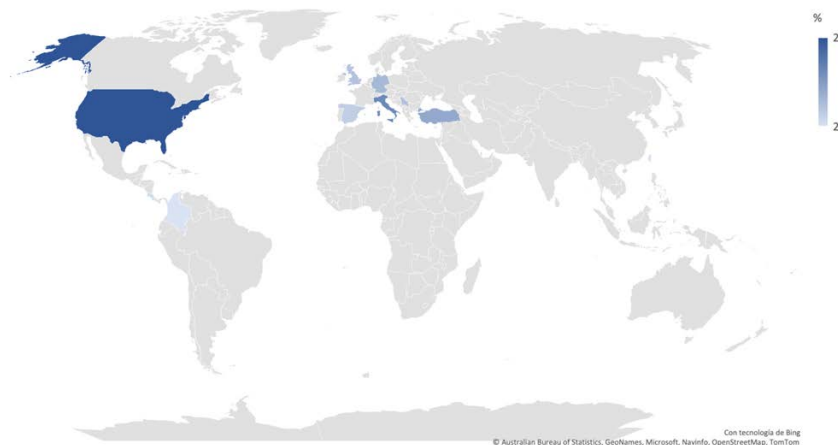 %
2
2
Con tecnología de Bing
© Australian Bureau of Statistics, GeoNames, Microsoft, Navinfo, OpenStreetMap, TomTom